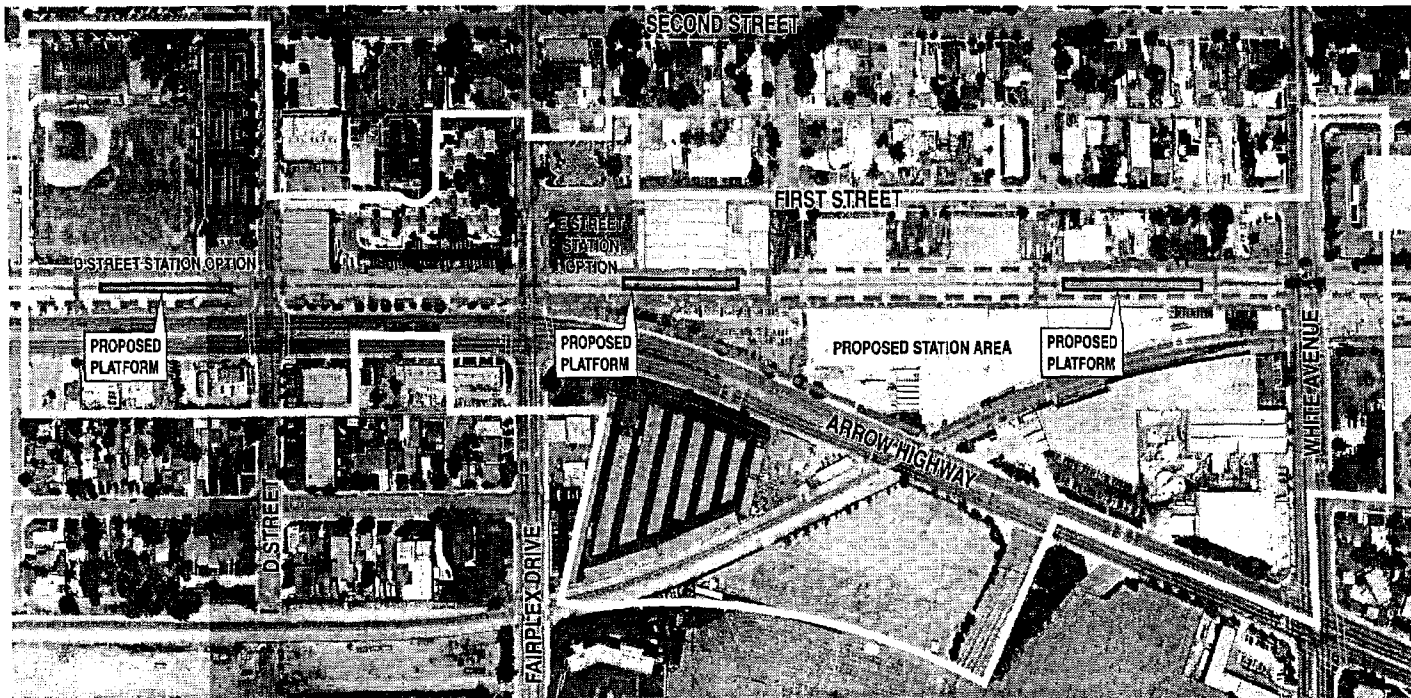 SECOND STREET
FIRST STREET
E STREET
STATION
OPTION
D STREET STATION OPTION
PROPOSED
PLATFORM
PROPOSED
PLATFORM
PROPOSED STATION AREA
PROPOSED
PLATFORM
ARROW HIGHWAY
WHITE AVENUE
D STREET
FAIRPLEX DRIVE